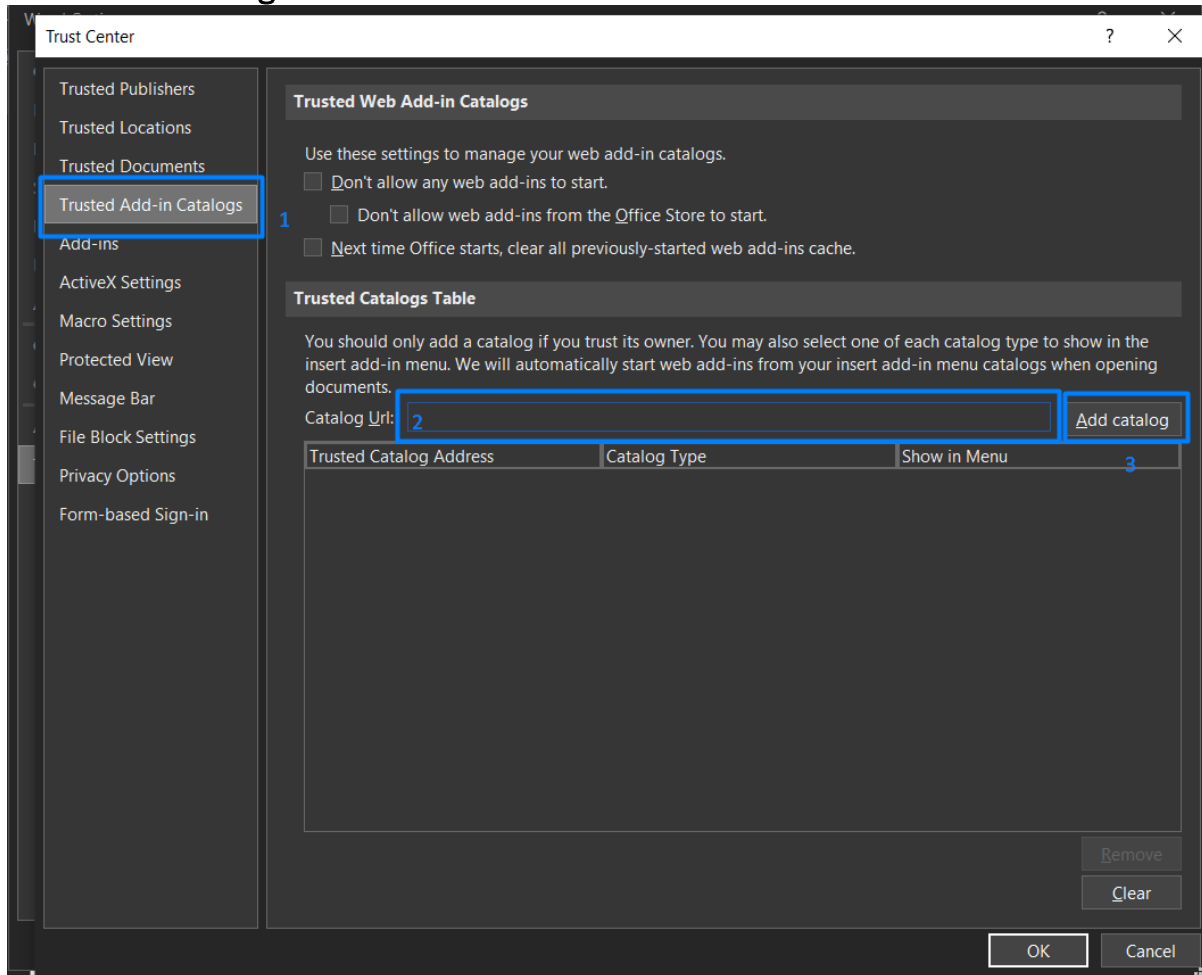 Trust Center
?
Trusted Publishers
Trusted Locations
Trusted Documents
Trusted Add-in Catalogs
1
Add-ins
ActiveX Settings
Macro Settings
Protected View
Message Bar
File Block Settings
Privacy Options
Form-based Sign-in
Trusted Web Add-in Catalogs
Use these settings to manage your web add-in catalogs.
Don't allow any web add-ins to start.
Don't allow web add-ins from the Office Store to start.
Next time Office starts, clear all previously-started web add-ins cache.
Trusted Catalogs Table
You should only add a catalog if you trust its owner. You may also select one of each catalog type to show in the
insert add-in menu. We will automatically start web add-ins from your insert add-in menu catalogs when opening
documents.
Catalog Url: 2 Add catalog
Trusted Catalog Address Catalog Type Show in Menu 3
Remove
Clear
OK Cancel